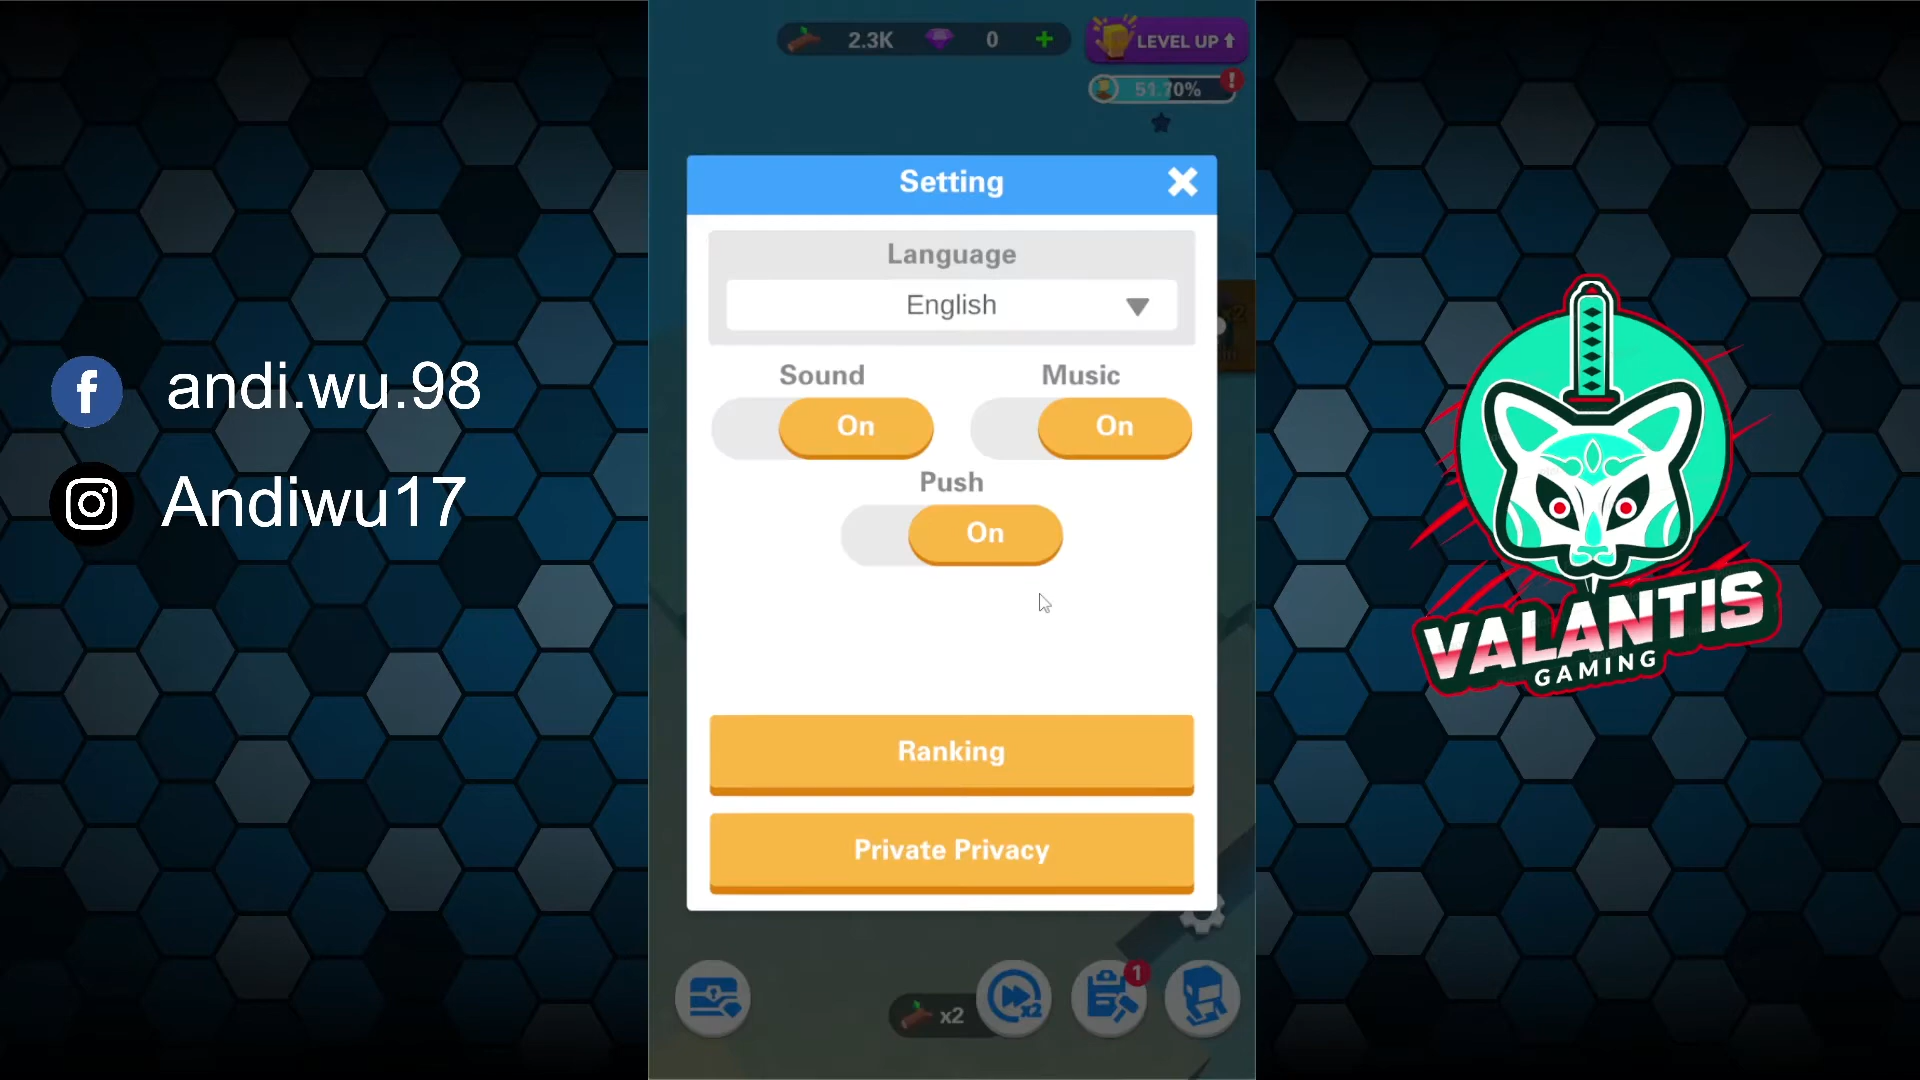 2.3K
0
LEVEL UP
51.70%
Setting
Language
English
Sound
Music
On
On
Push
On
Ranking
Private Privacy
x2
x2
1
andi.wu.98
Andiwu17
VALANTIS
GAMING